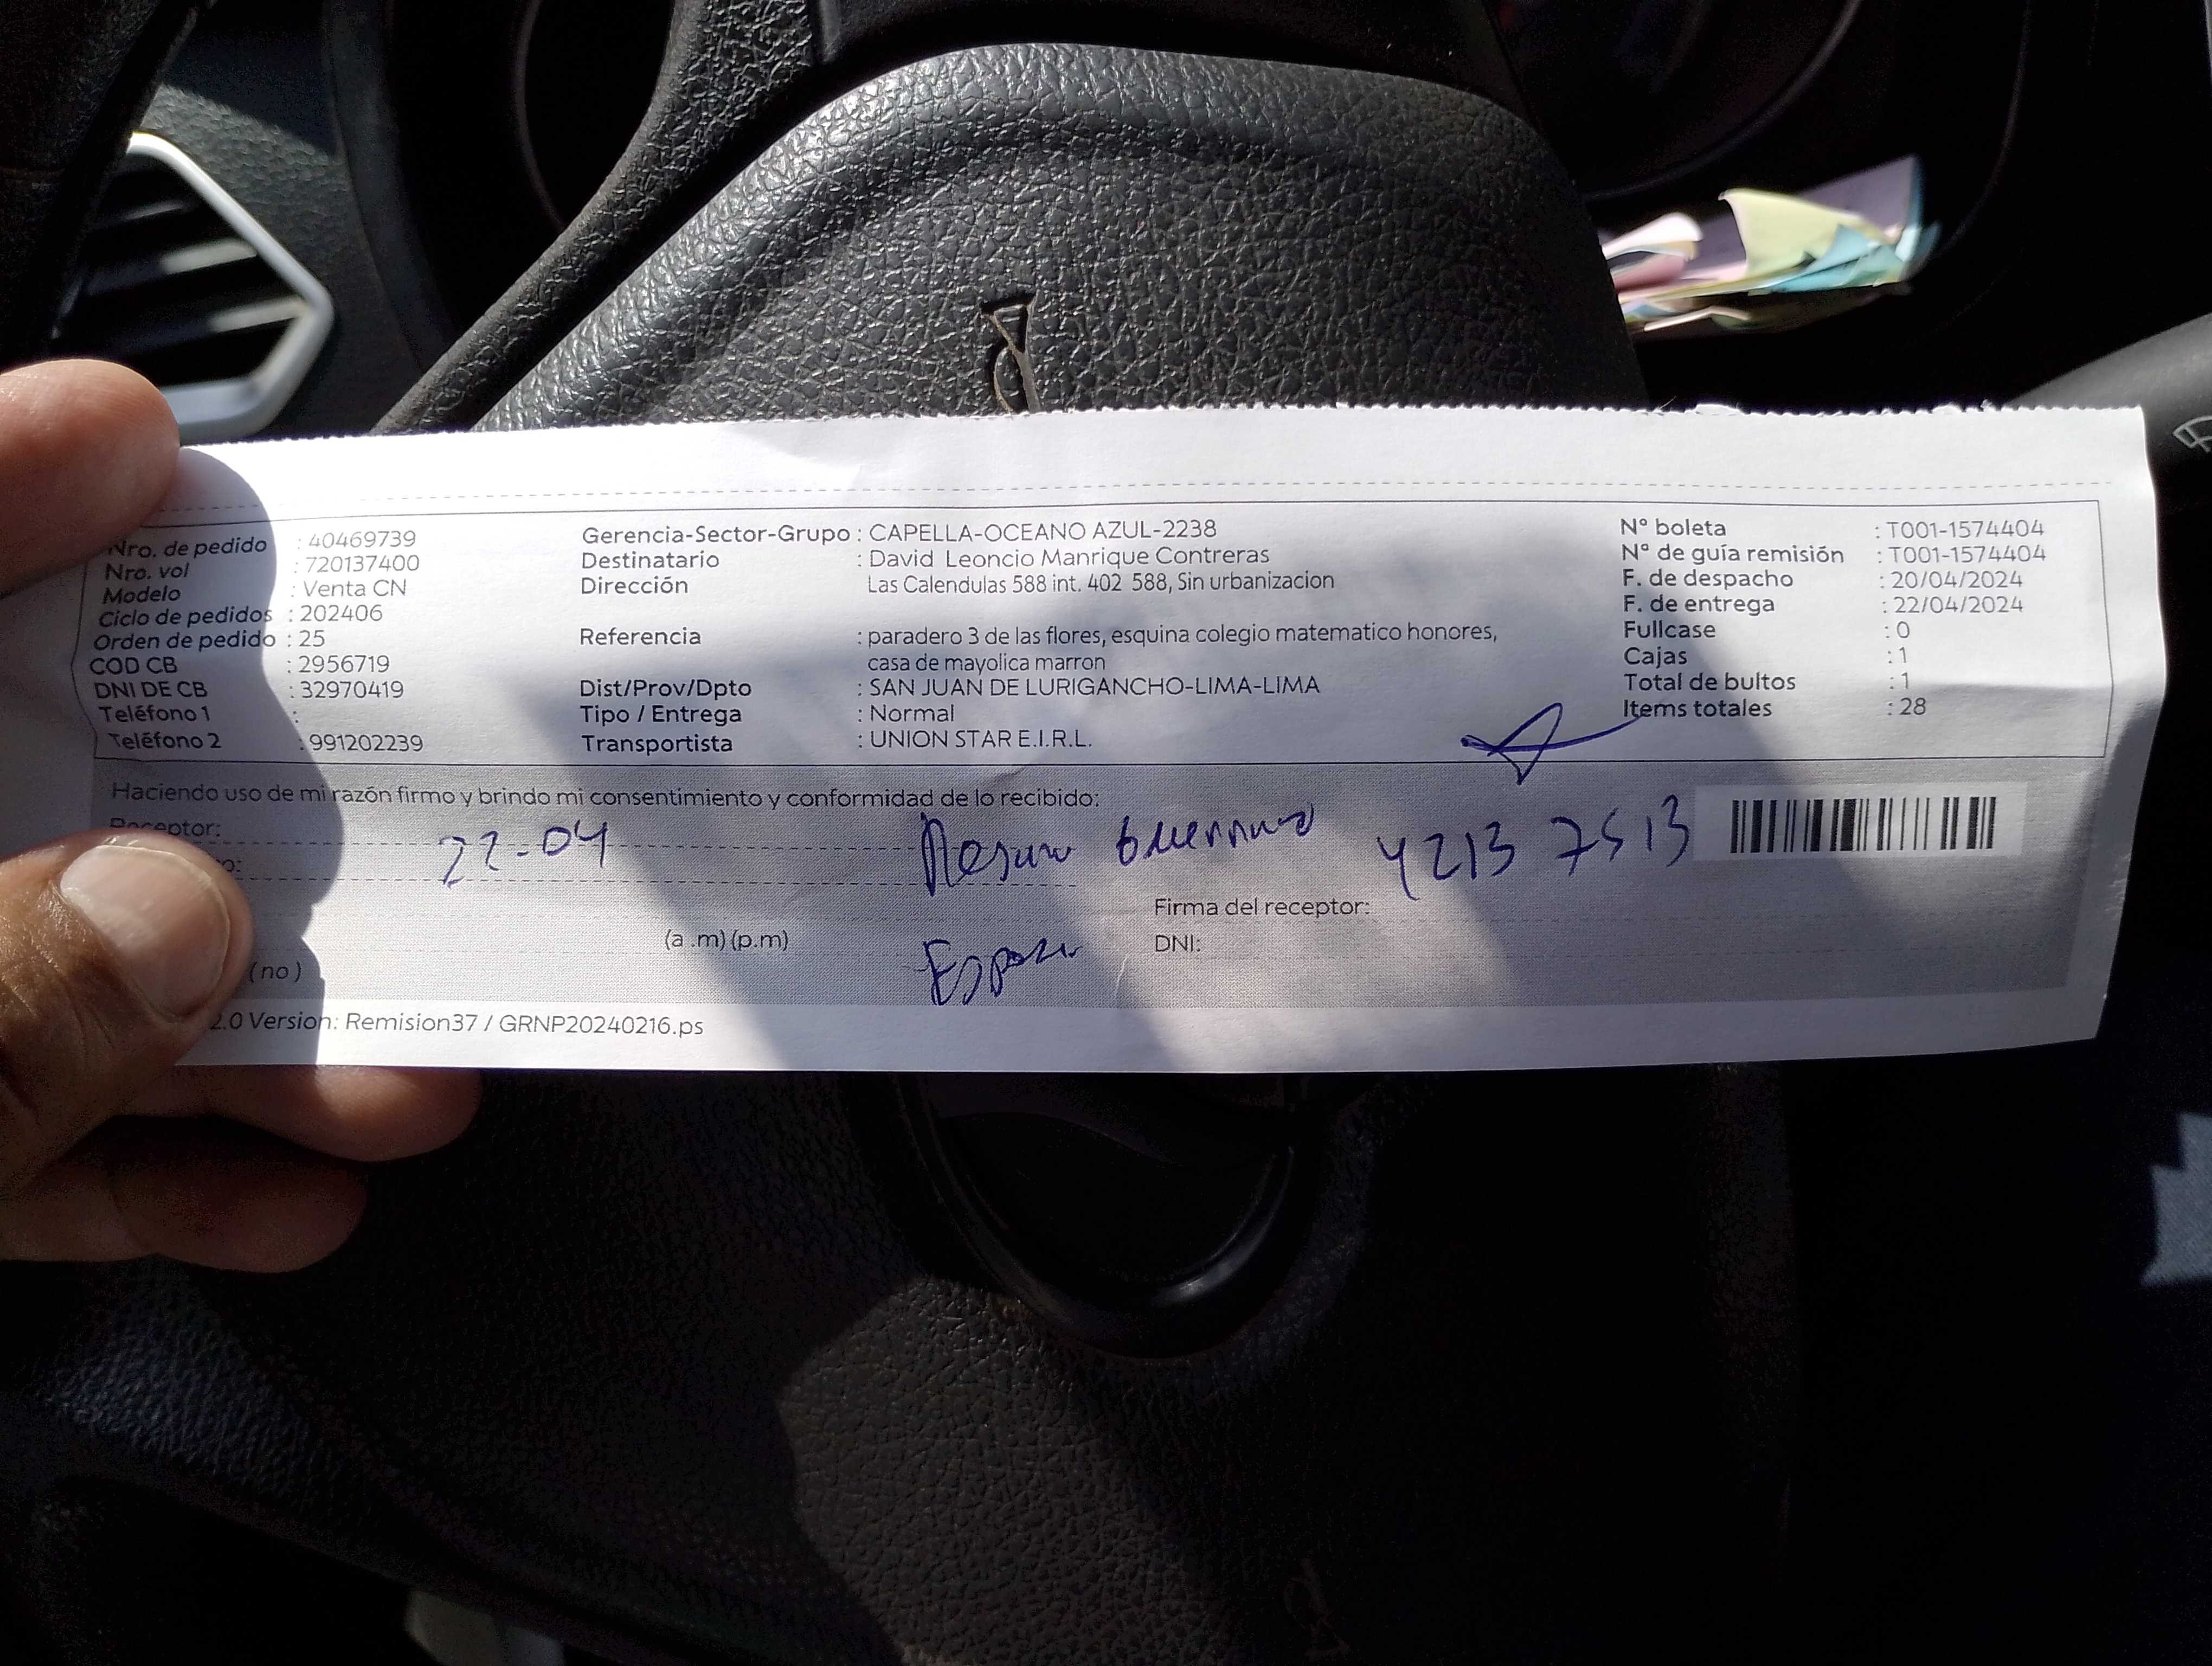 Nro. de pedido : 40469739 Gerencia-Sector-Grupo : CAPELLA-OCEANO AZUL-2238 N° boleta : T001-1574404
Nro. vol : 720137400 Destinatario : David Leoncio Manrique Contreras N° de guía remisión : T001-1574404
Modelo : Venta CN Dirección Las Calendulas 588 int. 402 588, Sin urbanizacion F. de despacho : 20/04/2024
Ciclo de pedidos : 202406 F. de entrega : 22/04/2024
Orden de pedido : 25 Referencia : paradero 3 de las flores, esquina colegio matematico honores, Fullcase : 0
COD CB : 2956719 casa de mayolica marron Cajas : 1
DNI DE CB : 32970419 Dist/Prov/Dpto : SAN JUAN DE LURIGANCHO-LIMA-LIMA Total de bultos : 1
Teléfono 1 : Tipo / Entrega : Normal Items totales : 28
Teléfono 2 : 991202239 Transportista : UNION STAR E.I.R.L.
Haciendo uso de mi razón firmo y brindo mi consentimiento y conformidad de lo recibido:
Receptor:
22-04 4213 7513
Firma del receptor:
(a .m) (p.m) DNI:
(no)
2.0 Version: Remision37 / GRNP20240216.ps